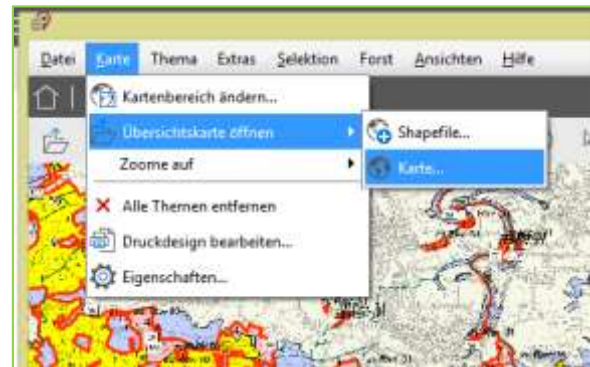 Datei Karte Thema Extras Selektion Forst Ansichten Hilfe
Kartenbereich ändern...
Übersichtskarte öffnen
Shapefile...
Zoome auf
Karte...
Alle Themen entfernen
Druckdesign bearbeiten...
Eigenschaften...